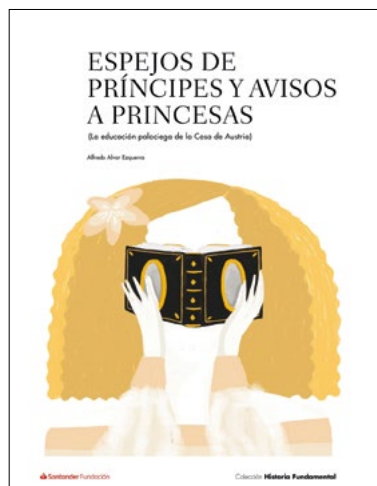 ESPEJOS DE
PRÍNCIPES Y AVISOS
A PRINCESAS
(La educación palaciega de la Casa de Austria)
Alfredo Alvar Ezquerra
Santander Fundación
Colección Historia Fundamental